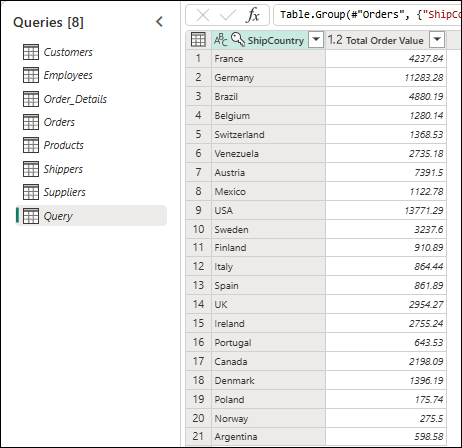 Queries [8]
Customers
Employees
Order_Details
Orders
Products
Shippers
Suppliers
Query
fx Table.Group(#"Orders", {"ShipCo
ABC ShipCountry 1.2 Total Order Value
1 France 4237.84
2 Germany 11283.28
3 Brazil 4880.19
4 Belgium 1280.14
5 Switzerland 1368.53
6 Venezuela 2735.18
7 Austria 7391.5
8 Mexico 1122.78
9 USA 13771.29
10 Sweden 3237.6
11 Finland 910.89
12 Italy 864.44
13 Spain 861.89
14 UK 2954.27
15 Ireland 2755.24
16 Portugal 643.53
17 Canada 2198.09
18 Denmark 1396.19
19 Poland 175.74
20 Norway 275.5
21 Argentina 598.58